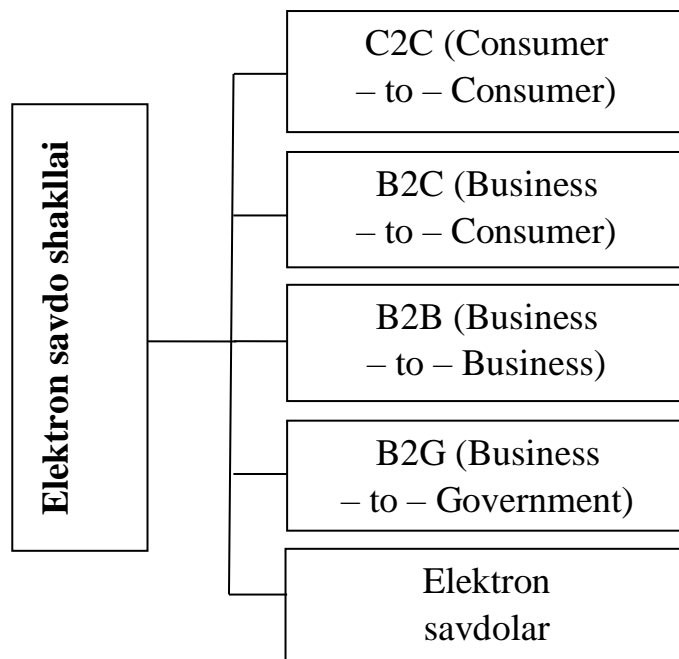 Elektron savdo shakllai
C2C (Consumer
– to – Consumer)
B2C (Business
– to – Consumer)
B2B (Business
– to – Business)
B2G (Business
– to – Government)
Elektron
savdolar